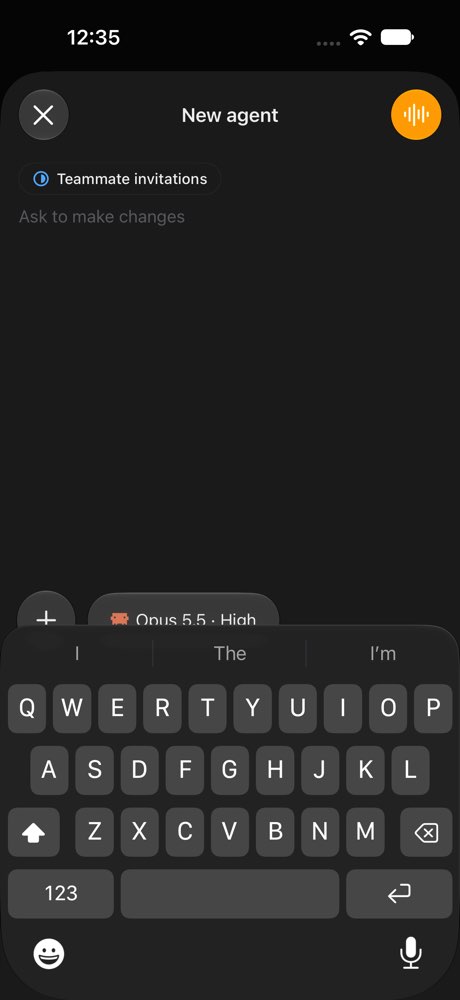 12:35
New agent
Teammate invitations
Ask to make changes
Opus 5.5 · High
I The I'm
Q W E R T Y U I O P
A S D F G H J K L
Z X C V B N M
123